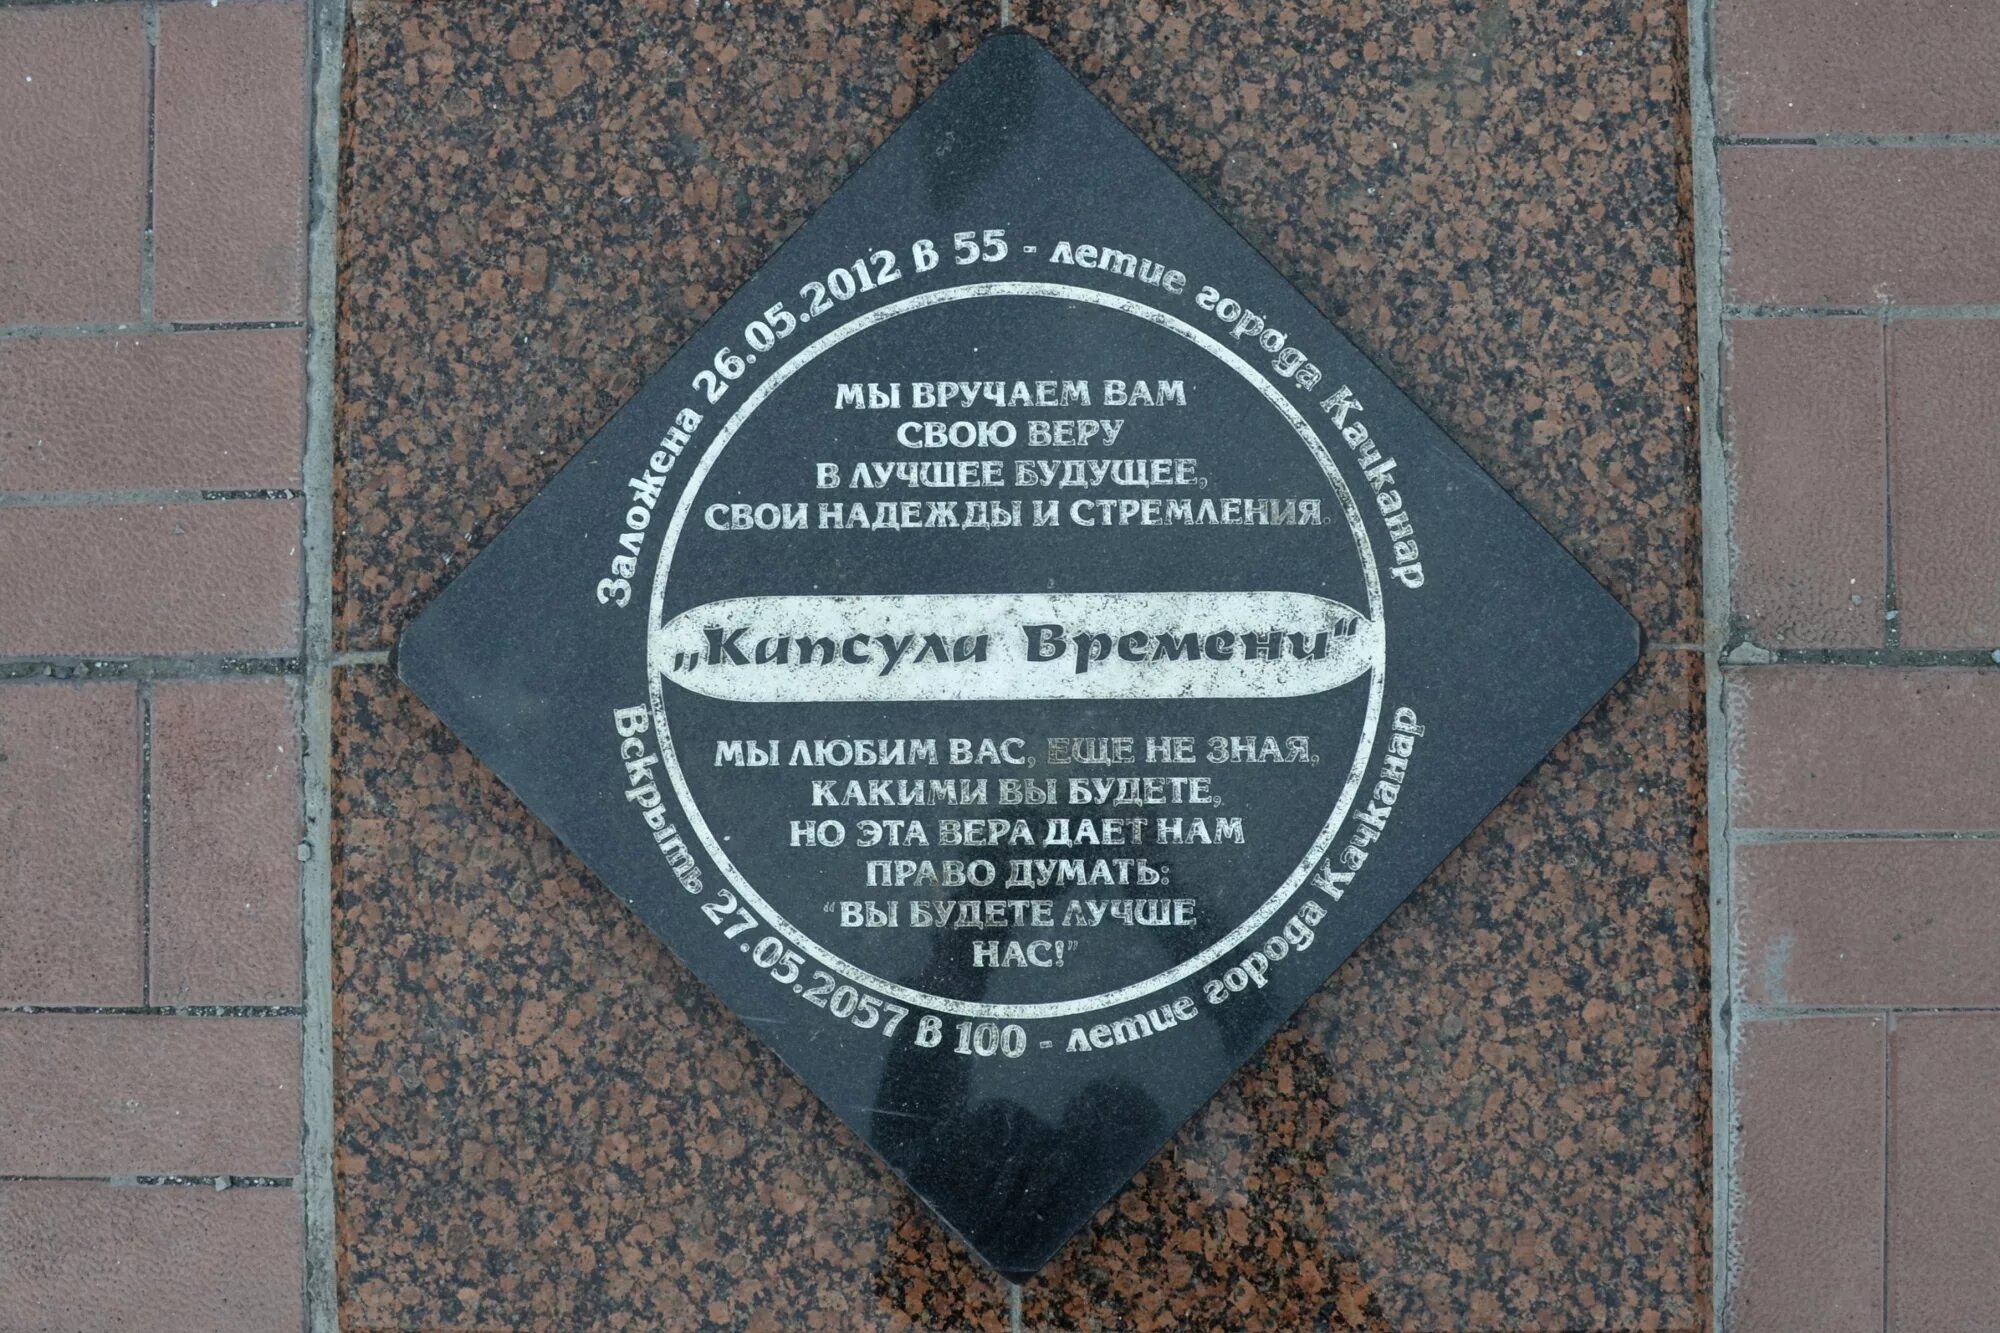 Заложена 26.05.2012 в 55 - летие города Качканар
МЫ ВРУЧАЕМ ВАМ
СВОЮ ВЕРУ
В ЛУЧШЕЕ БУДУЩЕЕ,
СВОИ НАДЕЖДЫ И СТРЕМЛЕНИЯ.
„Капсула Времени“
МЫ ЛЮБИМ ВАС, ЕЩЕ НЕ ЗНАЯ,
КАКИМИ ВЫ БУДЕТЕ,
НО ЭТА ВЕРА ДАЕТ НАМ
ПРАВО ДУМАТЬ:
“ВЫ БУДЕТЕ ЛУЧШЕ
НАС!”
Вскрыть 27.05.2057 в 100 - летие города Качканар